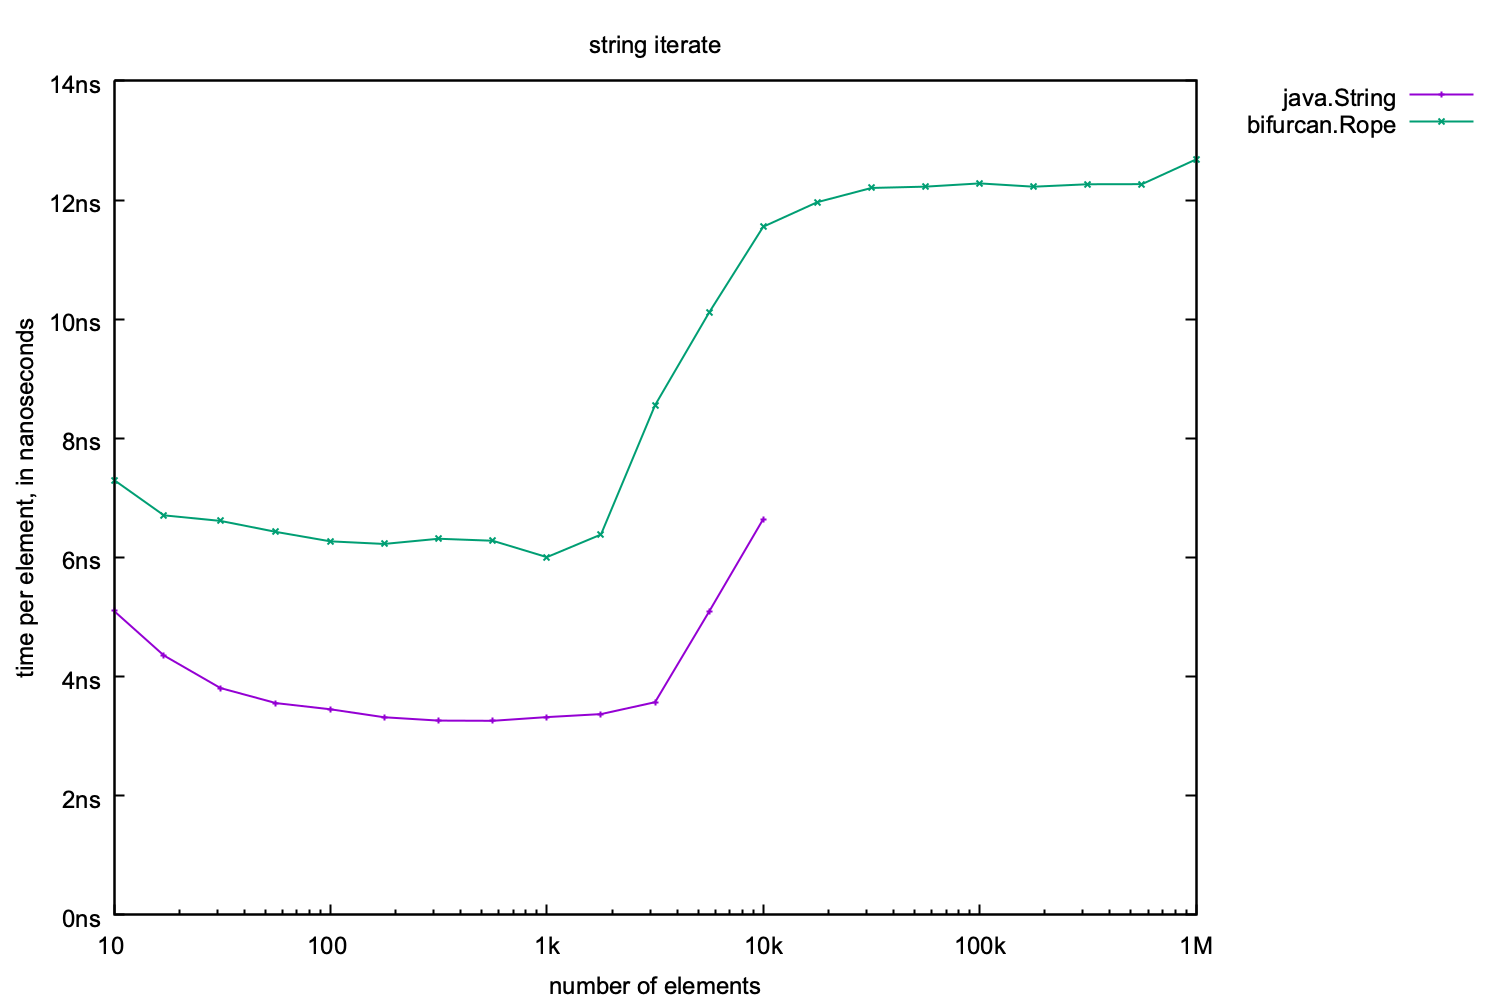 string iterate
14ns
12ns
10ns
8ns
6ns
4ns
2ns
0ns
time per element, in nanoseconds
10 100 1k 10k 100k 1M
number of elements
java.String
bifurcan.Rope